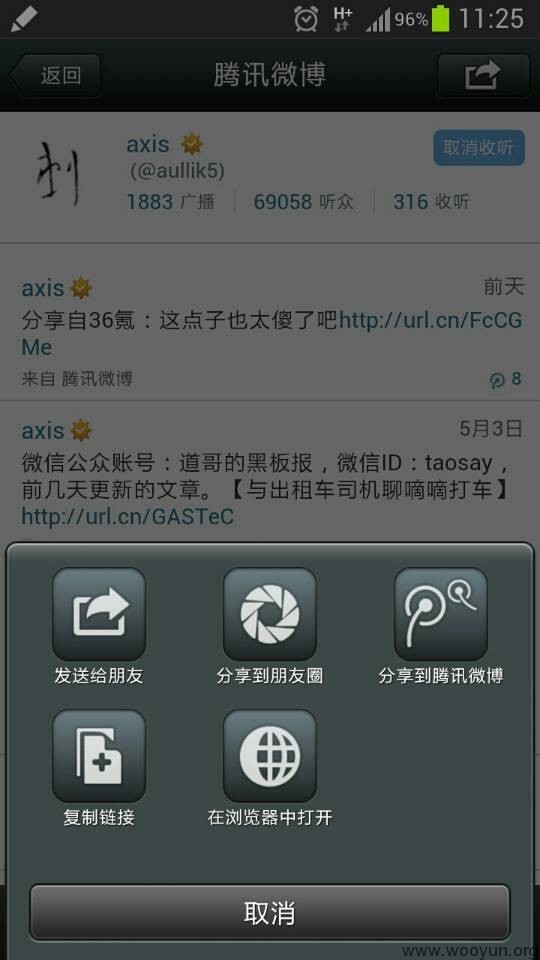 H+ 96% 11:25
返回 腾讯微博
刺
axis
(@aullik5)
取消收听
1883 广播 69058 听众 316 收听
axis 前天
分享自36氪：这点子也太傻了吧http://url.cn/FcCG
Me
来自 腾讯微博 8
axis 5月3日
微信公众账号：道哥的黑板报，微信ID：taosay，
前几天更新的文章。【与出租车司机聊嘀嘀打车】
http://url.cn/GASTeC
发送给朋友 分享到朋友圈 分享到腾讯微博
复制链接 在浏览器中打开
取消
www.wooyun.org